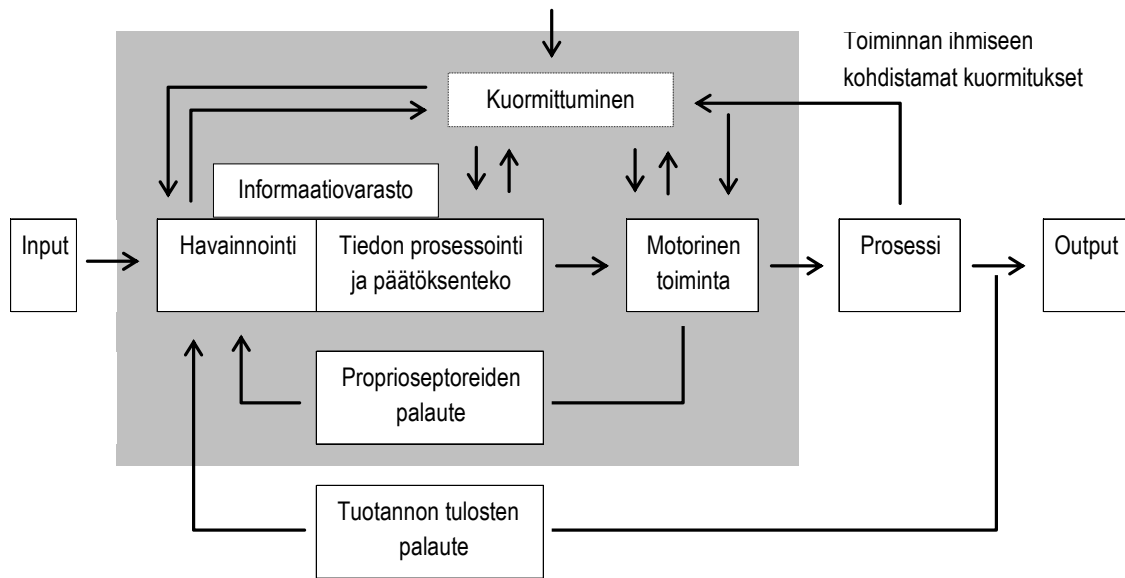 Toiminnan ihmiseen
kohdistamat kuormitukset
Kuormittuminen
Informaatiovarasto
Input
Havainnointi
Tiedon prosessointi
ja päätöksenteko
Motorinen
toiminta
Prosessi
Output
Proprioseptoreiden
palaute
Tuotannon tulosten
palaute